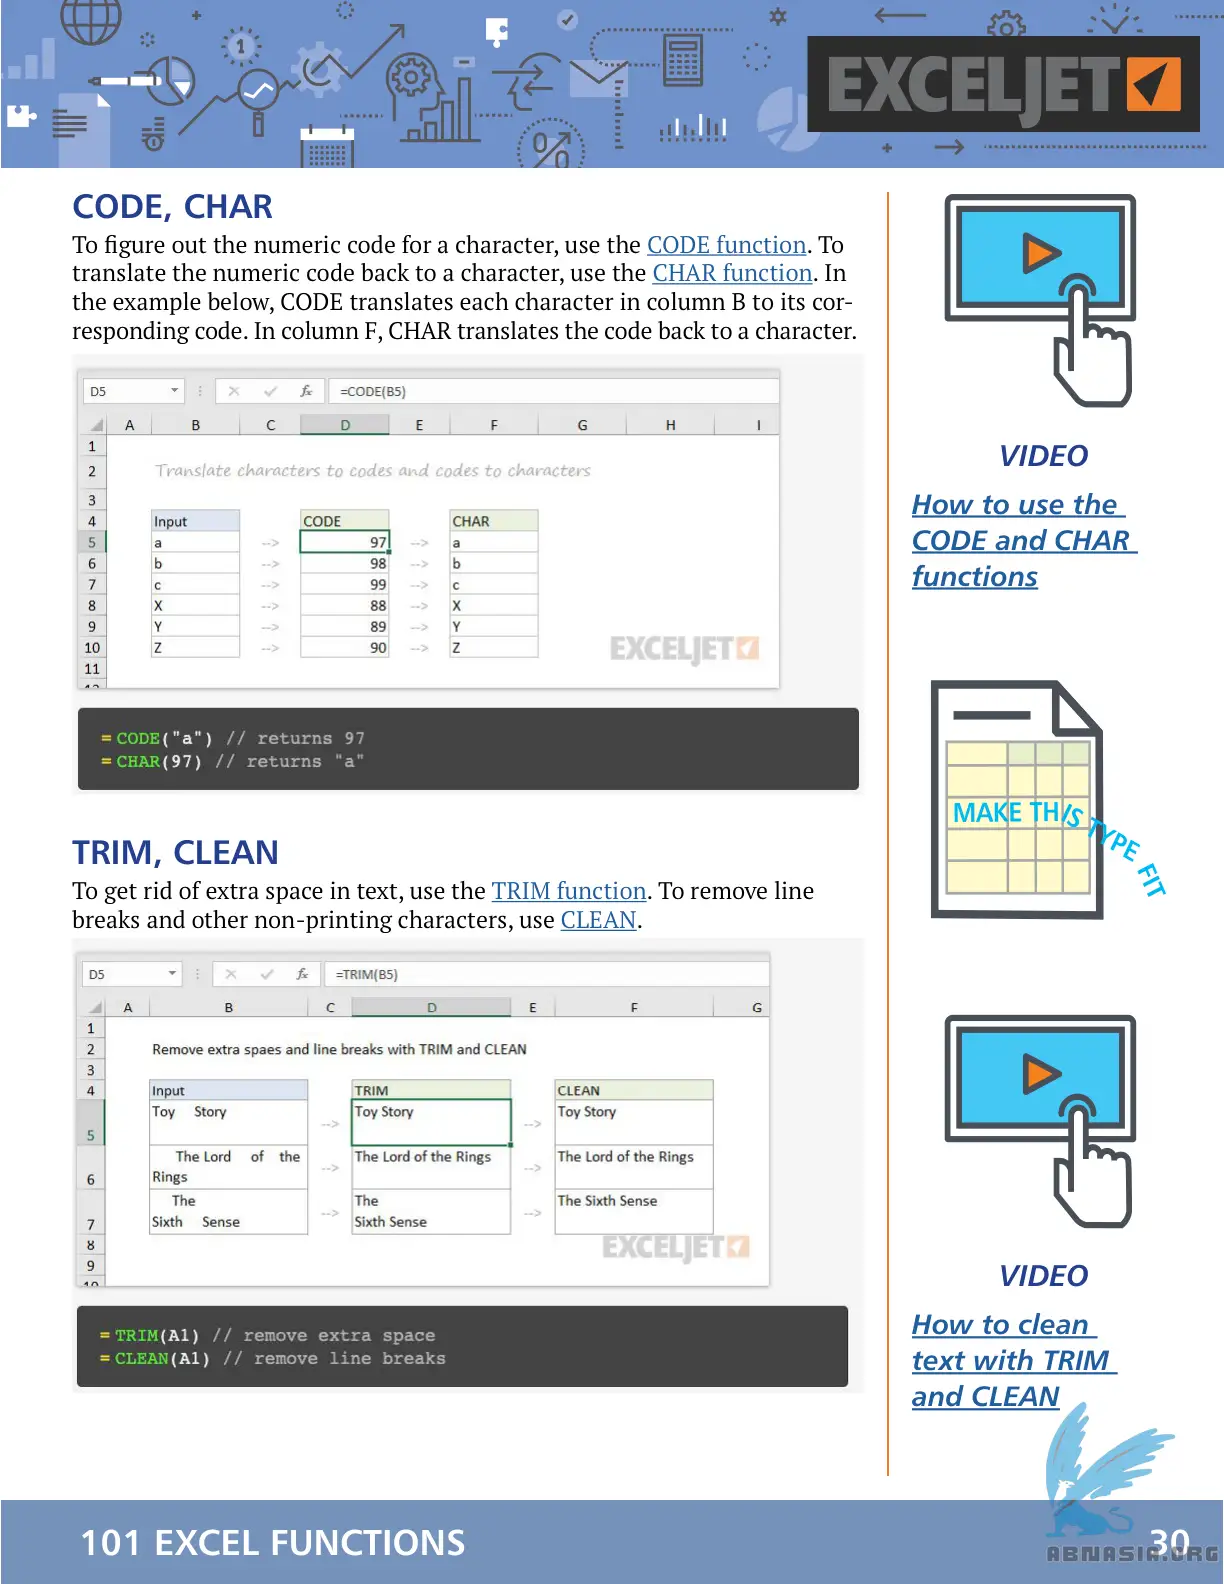 EXCELJET
CODE, CHAR
To figure out the numeric code for a character, use the CODE function. To
translate the numeric code back to a character, use the CHAR function. In
the example below, CODE translates each character in column B to its cor-
responding code. In column F, CHAR translates the code back to a character.
D5 fx =CODE(B5)
A B C D E F G H I
1
2 Translate characters to codes and codes to characters
3
4 Input CODE CHAR
5 a --> 97 --> a
6 b --> 98 --> b
7 c --> 99 --> c
8 X --> 88 --> X
9 Y --> 89 --> Y
10 Z --> 90 --> Z
EXCELJET
11
=CODE("a") // returns 97
=CHAR(97) // returns "a"
TRIM, CLEAN
To get rid of extra space in text, use the TRIM function. To remove line
breaks and other non-printing characters, use CLEAN.
D5 fx =TRIM(B5)
A B C D E F G
1
2 Remove extra spaes and line breaks with TRIM and CLEAN
3
4 Input TRIM CLEAN
5 Toy Story --> Toy Story --> Toy Story
6 The Lord of the Rings --> The Lord of the Rings --> The Lord of the Rings
7 The Sixth Sense --> The Sixth Sense --> The Sixth Sense
8
EXCELJET
9
10
=TRIM(A1) // remove extra space
=CLEAN(A1) // remove line breaks
VIDEO
How to use the
CODE and CHAR
functions
MAKE THIS TYPE FIT
VIDEO
How to clean
text with TRIM
and CLEAN
101 EXCEL FUNCTIONS
30
ABNASIA.ORG